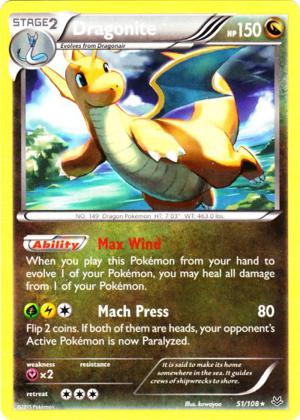 STAGE2
Dragonite
HP150
Evolves from Dragonair
NO. 149 Dragon Pokémon HT: 7'03" WT: 463.0 lbs.
Ability Max Wind
When you play this Pokémon from your hand to
evolve 1 of your Pokémon, you may heal all damage
from 1 of your Pokémon.
Mach Press 80
Flip 2 coins. If both of them are heads, your opponent's
Active Pokémon is now Paralyzed.
weakness
resistance
×2
retreat
It is said to make its home
somewhere in the sea. It guides
crews of shipwrecks to shore.
©2015 Pokémon
Illus. kawayoo
51/108